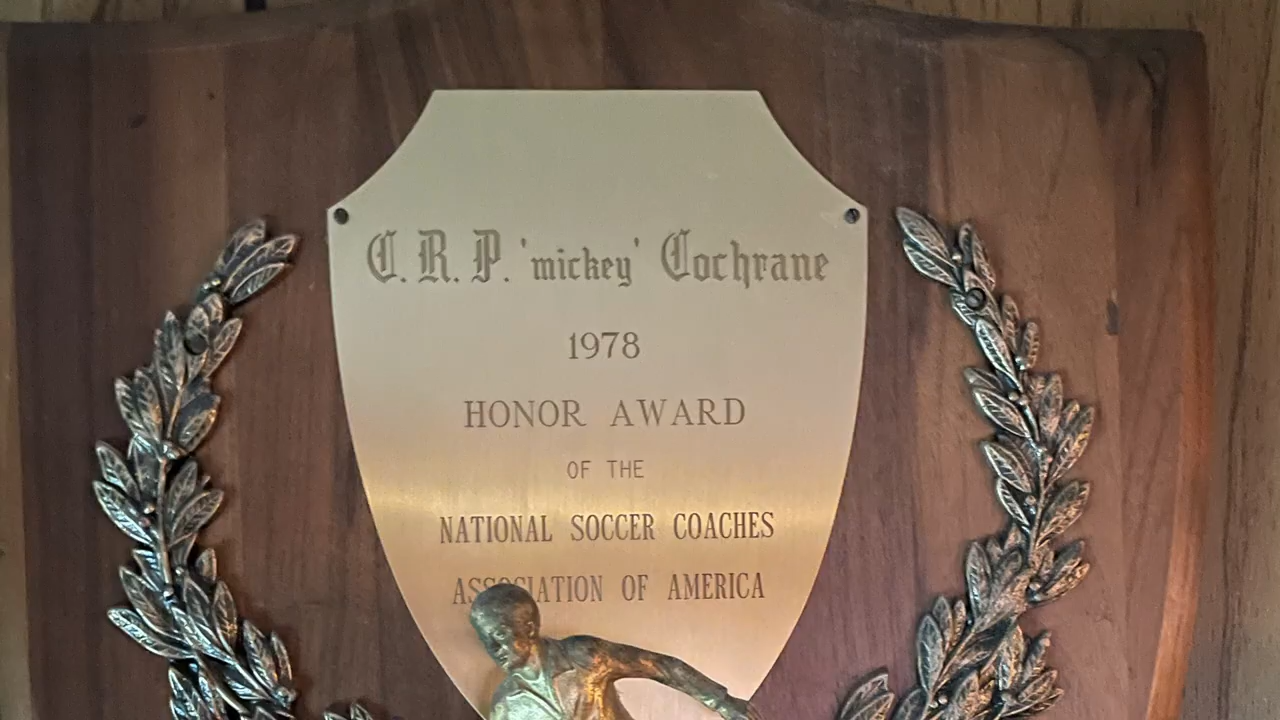 C. R. P. 'mickey' Cochrane
1978
HONOR AWARD
OF THE
NATIONAL SOCCER COACHES
ASSOCIATION OF AMERICA